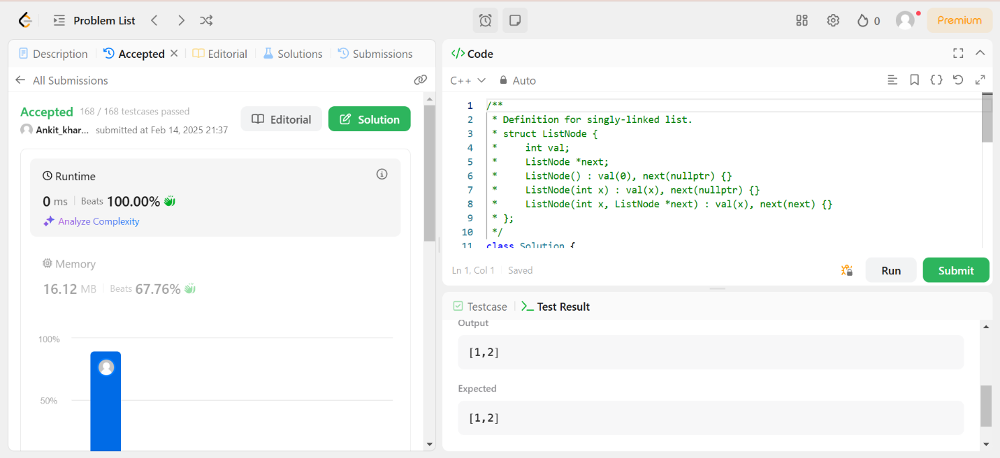 Problem List
0
Premium
Description
Accepted
Editorial
Solutions
Submissions
All Submissions
Accepted 168 / 168 testcases passed
Ankit_khar... submitted at Feb 14, 2025 21:37
Editorial
Solution
Runtime
0 ms Beats 100.00%
Analyze Complexity
Memory
16.12 MB Beats 67.76%
100%
50%
</> Code
C++ Auto
1 /**
2 * Definition for singly-linked list.
3 * struct ListNode {
4 *     int val;
5 *     ListNode *next;
6 *     ListNode() : val(0), next(nullptr) {}
7 *     ListNode(int x) : val(x), next(nullptr) {}
8 *     ListNode(int x, ListNode *next) : val(x), next(next) {}
9 * };
10 */
11 class Solution {
Ln 1, Col 1 Saved
Run
Submit
Testcase
Test Result
Output
[1,2]
Expected
[1,2]